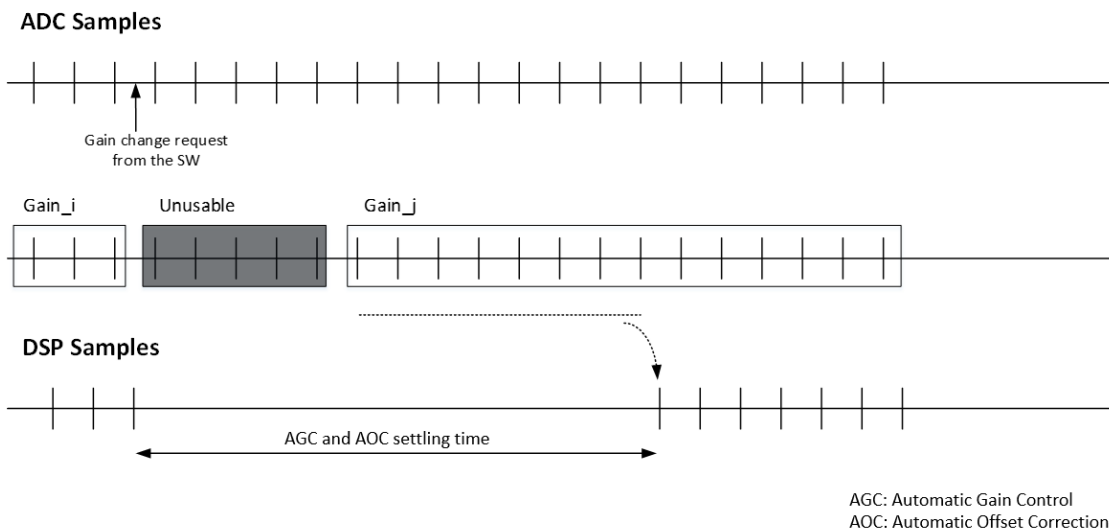 ADC Samples
Gain change request
from the SW
Gain_i
Unusable
Gain_j
DSP Samples
AGC and AOC settling time
AGC: Automatic Gain Control
AOC: Automatic Offset Correction